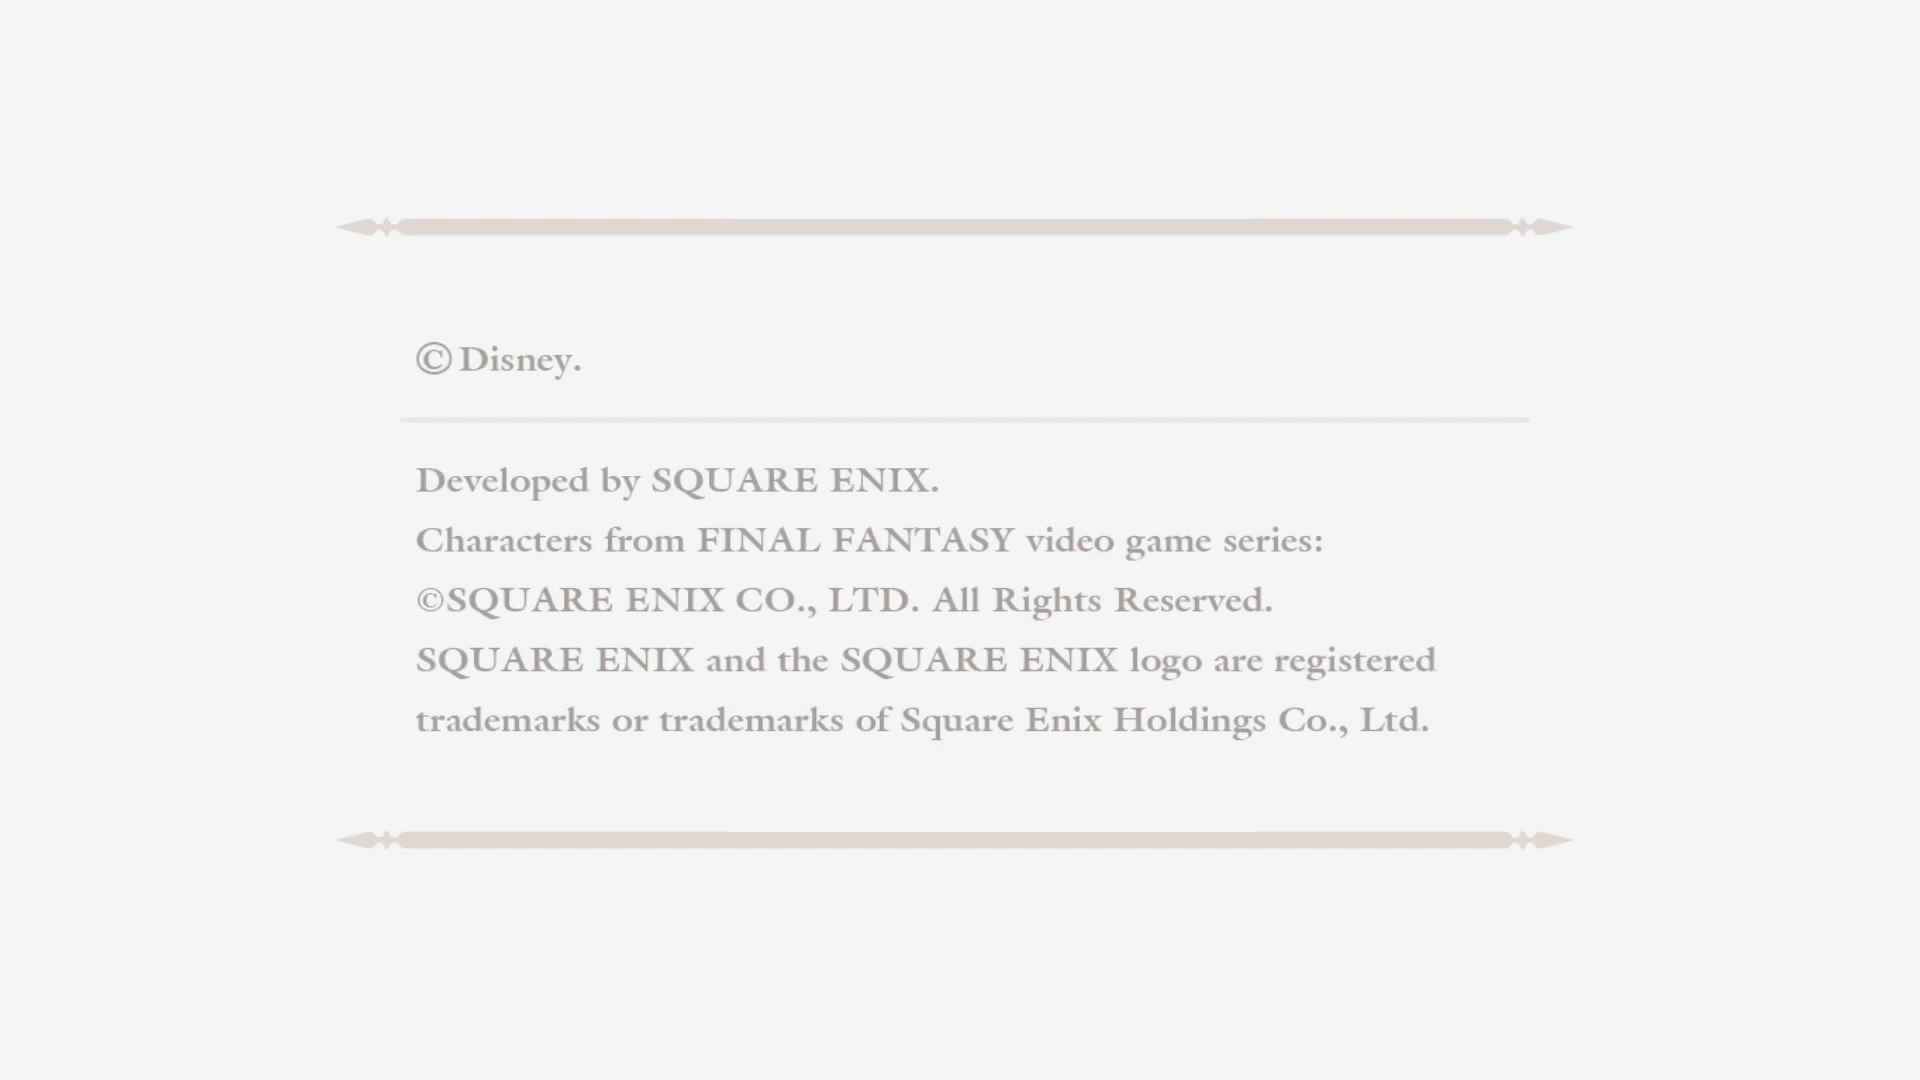 © Disney.
Developed by SQUARE ENIX.
Characters from FINAL FANTASY video game series:
©SQUARE ENIX CO., LTD. All Rights Reserved.
SQUARE ENIX and the SQUARE ENIX logo are registered
trademarks or trademarks of Square Enix Holdings Co., Ltd.